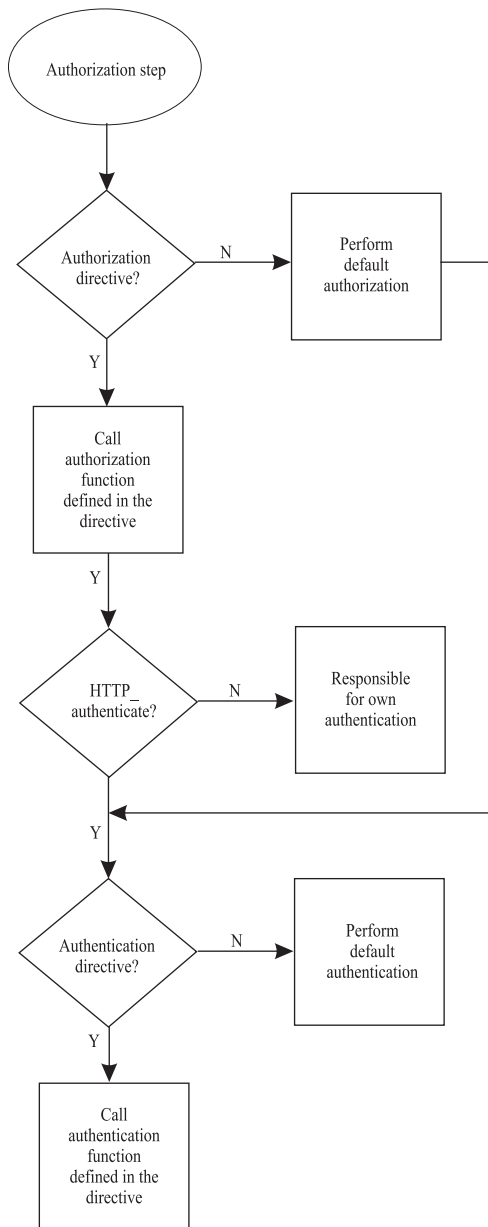 Authorization step
Authorization
directive?
N
Perform
default
authorization
Y
Call
authorization
function
defined in the
directive
Y
HTTP_
authenticate?
N
Responsible
for own
authentication
Y
Authentication
directive?
N
Perform
default
authentication
Y
Call
authentication
function
defined in the
directive